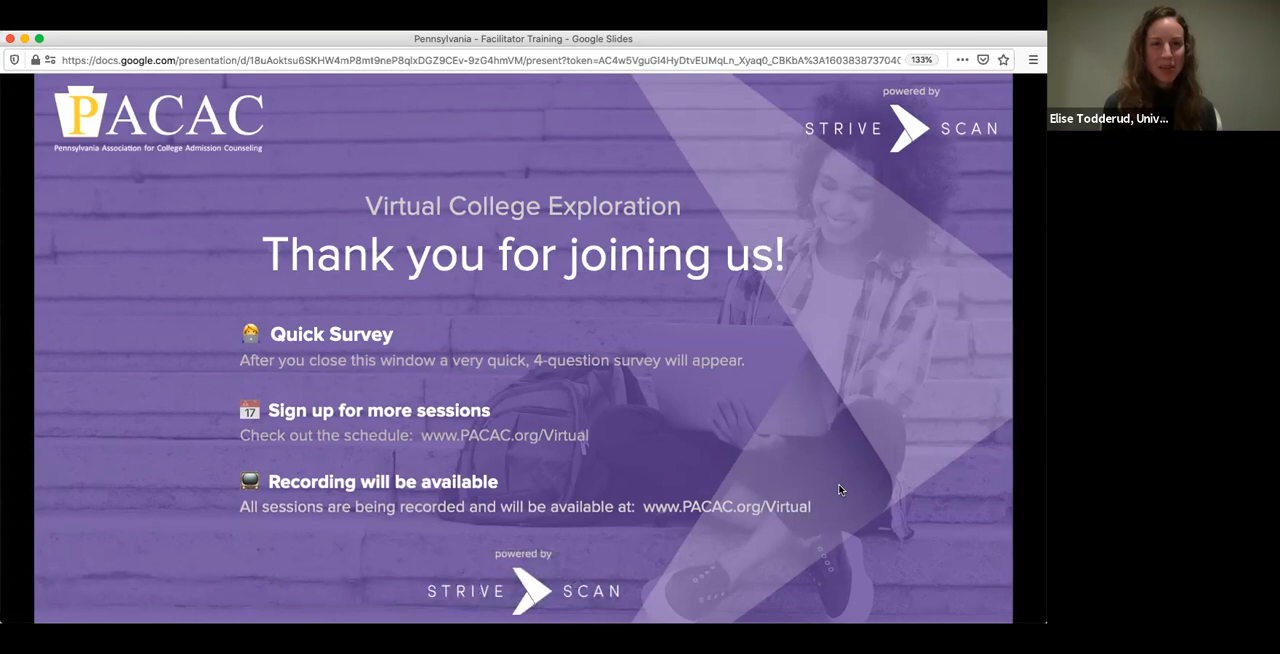 Pennsylvania - Facilitator Training - Google Slides
133%
PACAC
Pennsylvania Association for College Admission Counseling
powered by
STRIVE SCAN
Elise Todderud, Univ...
Virtual College Exploration
Thank you for joining us!
Quick Survey
After you close this window a very quick, 4-question survey will appear.
17
Sign up for more sessions
Check out the schedule: www.PACAC.org/Virtual
Recording will be available
All sessions are being recorded and will be available at: www.PACAC.org/Virtual
powered by
STRIVE SCAN